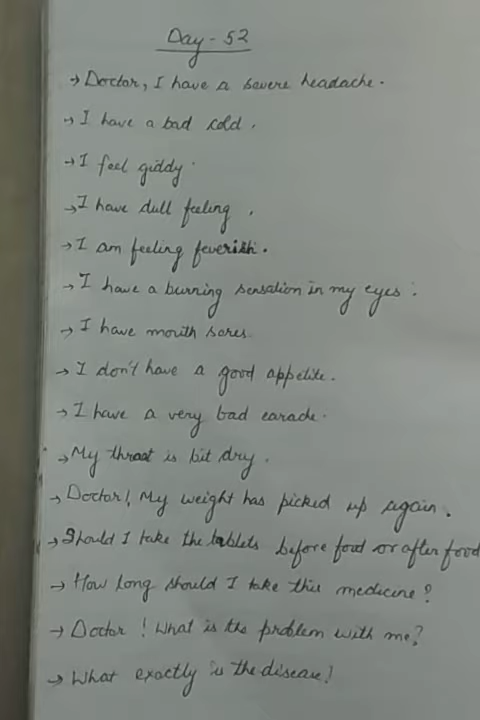 Day - 52
→ Doctor, I have a severe headache.
→ I have a bad cold.
→ I feel giddy.
→ I have dull feeling.
→ I am feeling feverish.
→ I have a burning sensation in my eyes.
→ I have mouth sores.
→ I don't have a good appetite.
→ I have a very bad earache.
→ My throat is bit dry.
→ Doctor! My weight has picked up again.
→ Should I take the tablets before food or after food
→ How long should I take this medicine?
→ Doctor! What is the problem with me?
→ What exactly is the disease!